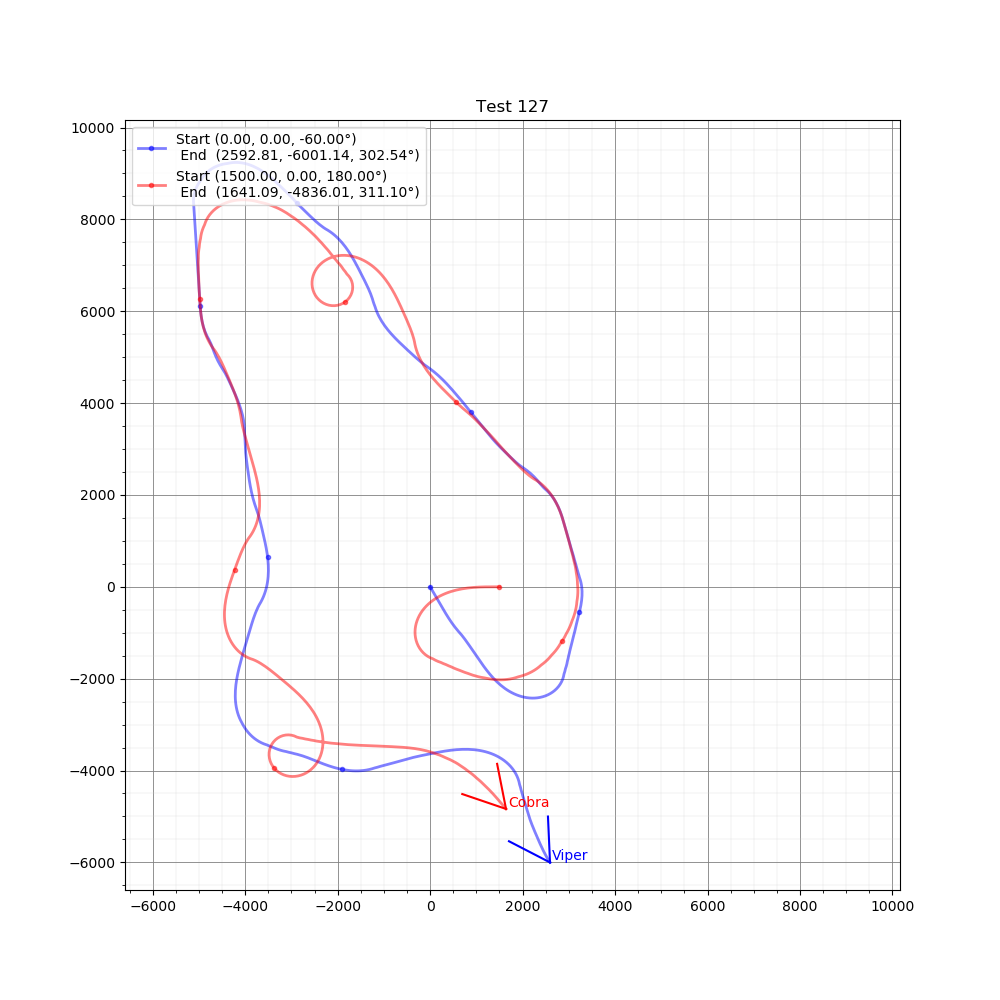 Test 127
Start (0.00, 0.00, -60.00°)
End (2592.81, -6001.14, 302.54°)
Start (1500.00, 0.00, 180.00°)
End (1641.09, -4836.01, 311.10°)
10000
8000
6000
4000
2000
0
−2000
−4000
−6000
Cobra
Viper
−6000 −4000 −2000 0 2000 4000 6000 8000 10000